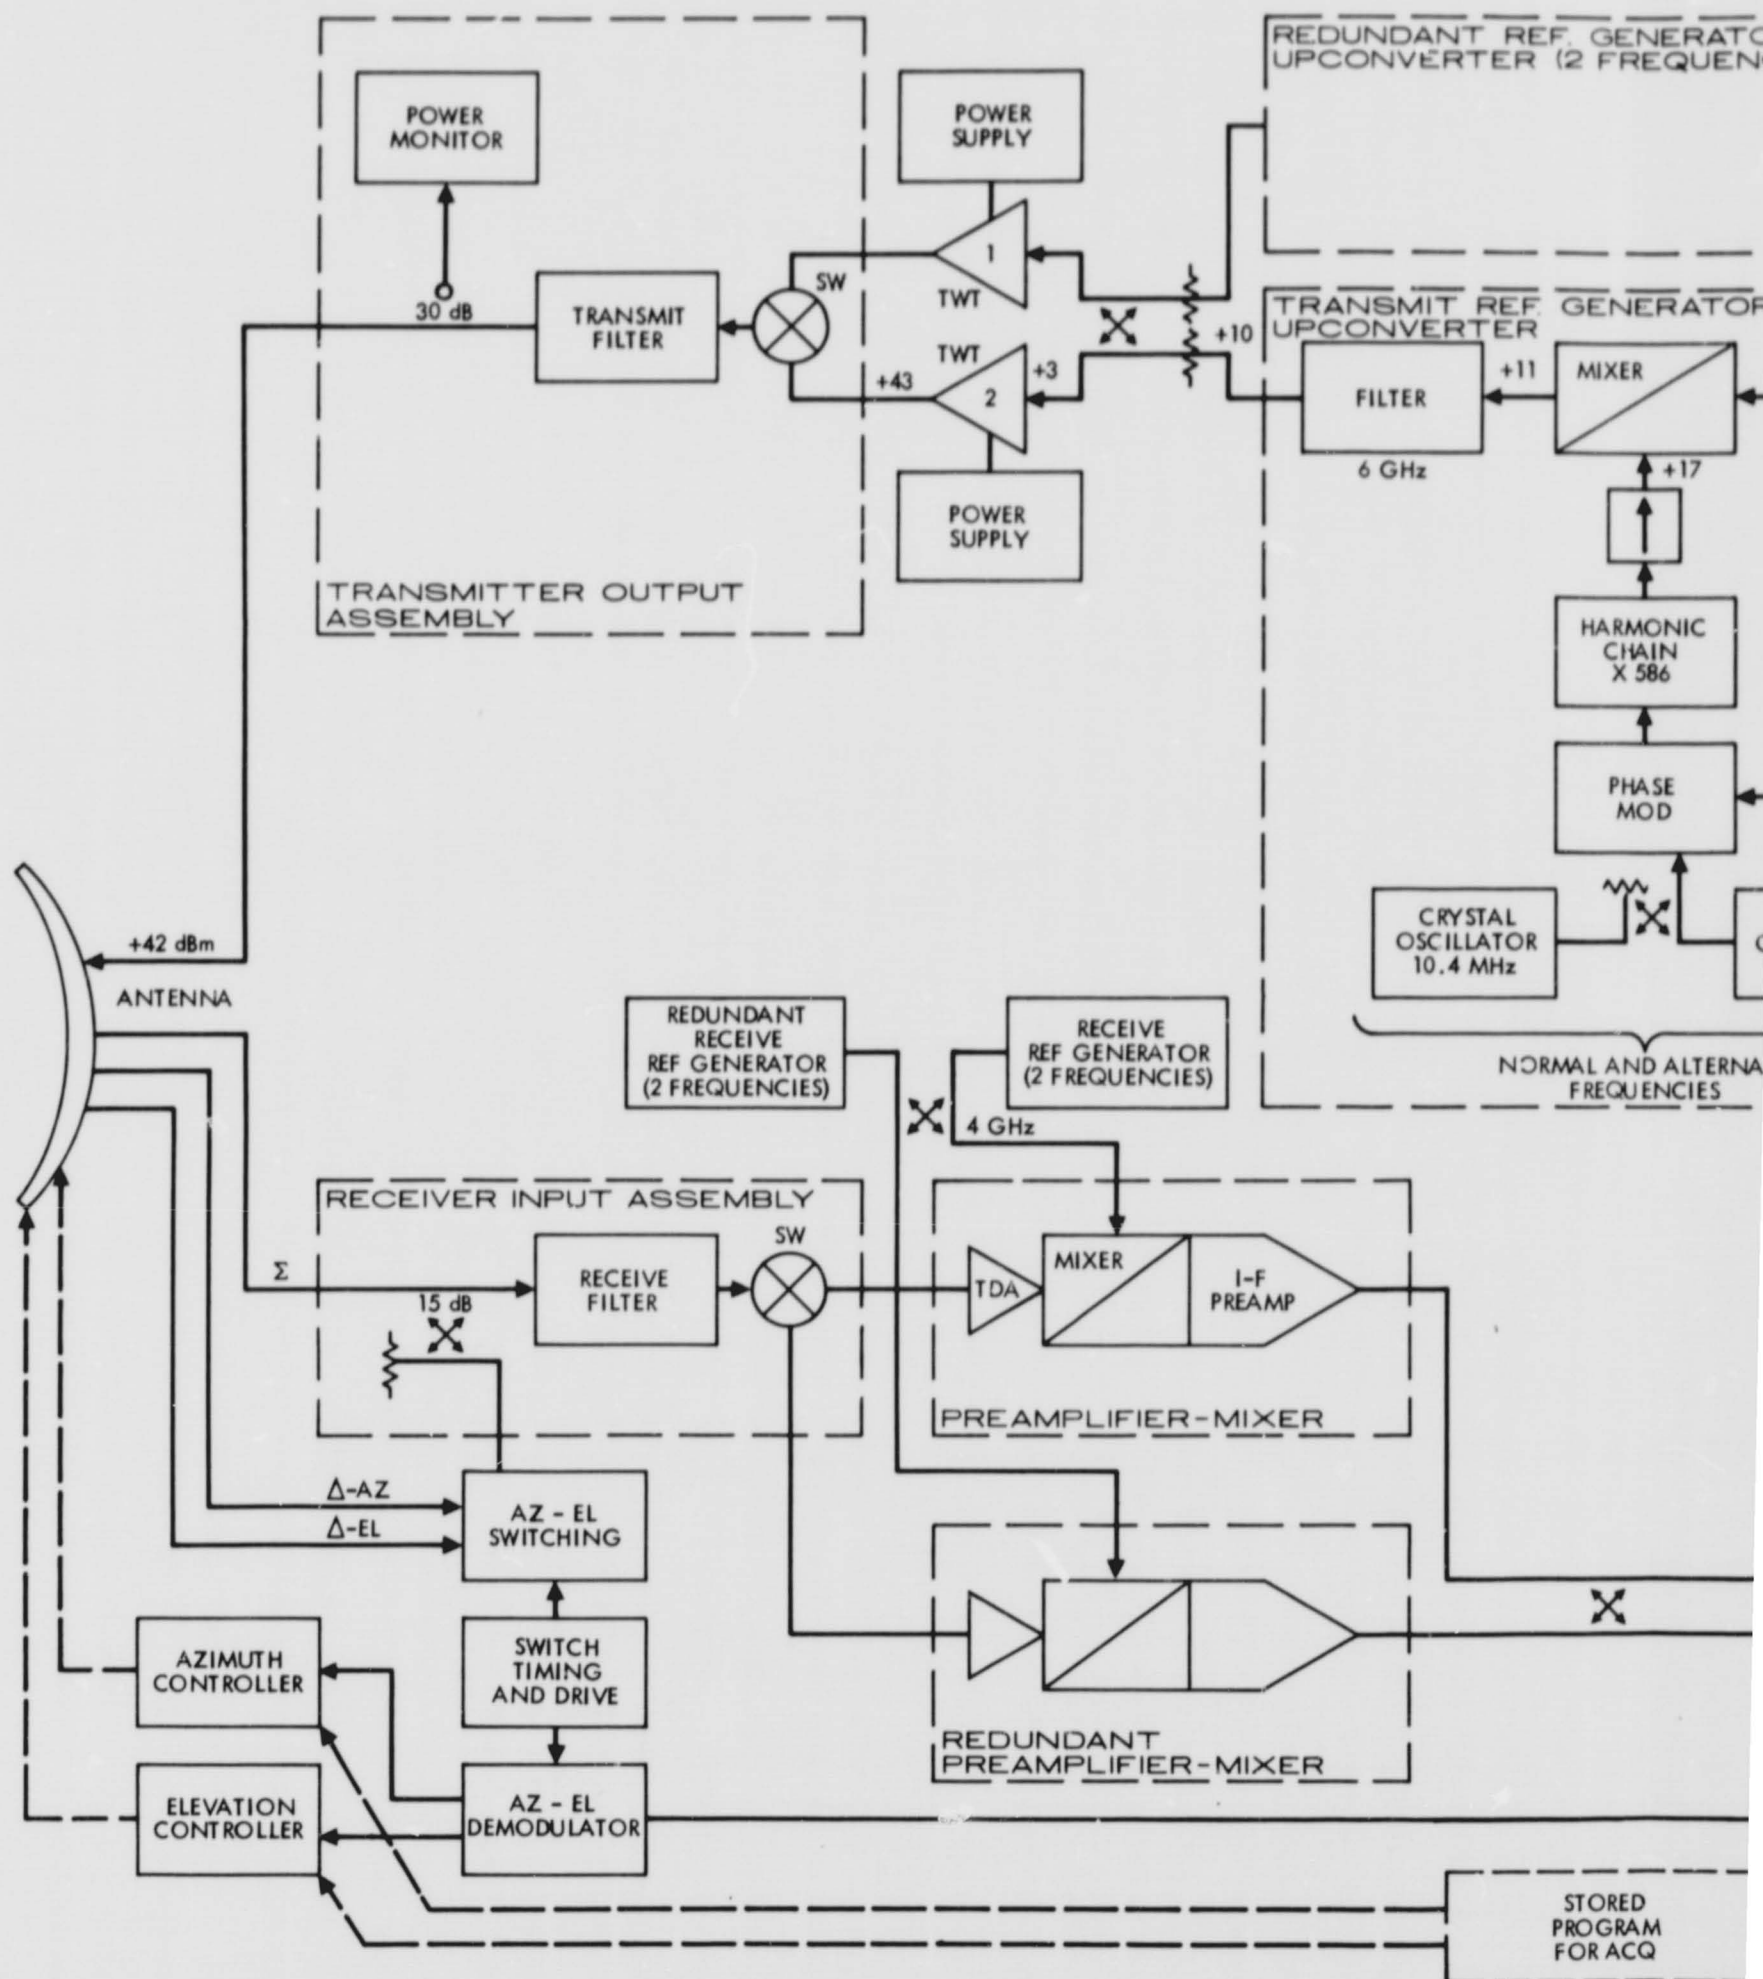 REDUNDANT REF. GENERATO
UPCONVERTER (2 FREQUEN
POWER
MONITOR
POWER
SUPPLY
30 dB
TRANSMIT
FILTER
SW
1
TWT
TWT
2
+43
+3
+10
TRANSMIT REF. GENERATOR
UPCONVERTER
FILTER
6 GHz
+11
MIXER
+17
POWER
SUPPLY
TRANSMITTER OUTPUT
ASSEMBLY
HARMONIC
CHAIN
X 586
PHASE
MOD
CRYSTAL
OSCILLATOR
10.4 MHz
NORMAL AND ALTERNA
FREQUENCIES
+42 dBm
ANTENNA
REDUNDANT
RECEIVE
REF GENERATOR
(2 FREQUENCIES)
RECEIVE
REF GENERATOR
(2 FREQUENCIES)
4 GHz
RECEIVER INPUT ASSEMBLY
Σ
15 dB
RECEIVE
FILTER
SW
TDA
MIXER
I-F
PREAMP
PREAMPLIFIER-MIXER
Δ-AZ
Δ-EL
AZ - EL
SWITCHING
SWITCH
TIMING
AND DRIVE
AZIMUTH
CONTROLLER
ELEVATION
CONTROLLER
AZ - EL
DEMODULATOR
REDUNDANT
PREAMPLIFIER-MIXER
STORED
PROGRAM
FOR ACQ